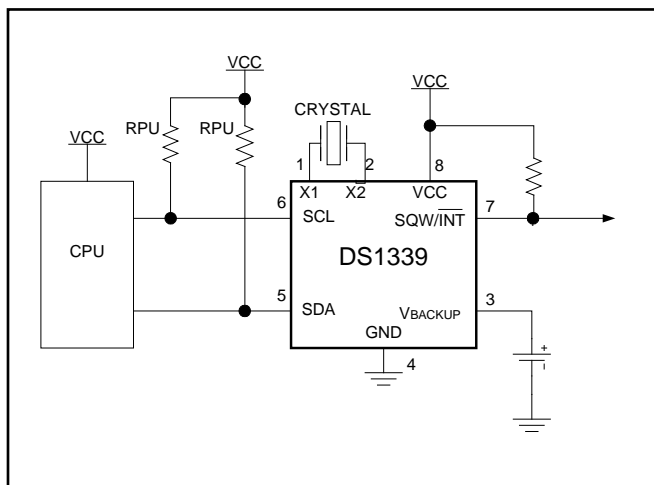 VCC
VCC
VCC
RPU
RPU
CRYSTAL
1
2
8
X1
X2
VCC
6
SCL
SQW/INT
7
CPU
DS1339
5
SDA
VBACKUP
3
GND
4
+
-